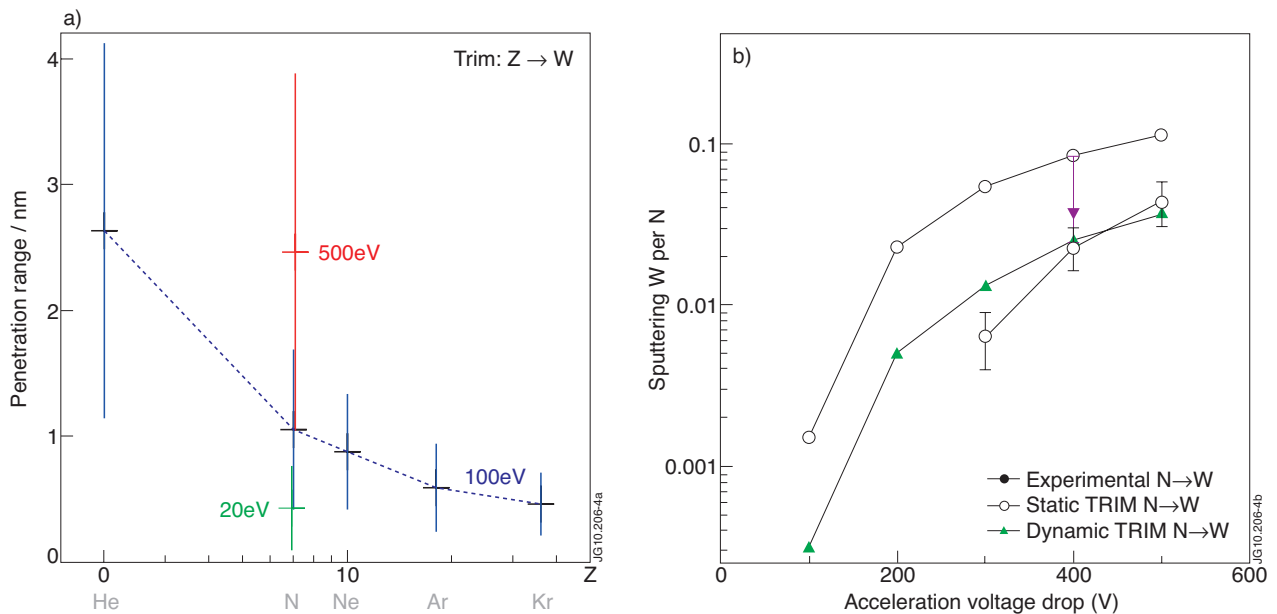 a)
Trim: Z → W
4
3
2
1
0
Penetration range / nm
500eV
100eV
20eV
0
10
Z
He
N
Ne
Ar
Kr
JG10.206-4a
b)
0.1
0.01
0.001
Sputtering W per N
Experimental N→W
Static TRIM N→W
Dynamic TRIM N→W
0
200
400
600
Acceleration voltage drop (V)
JG10.206-4b